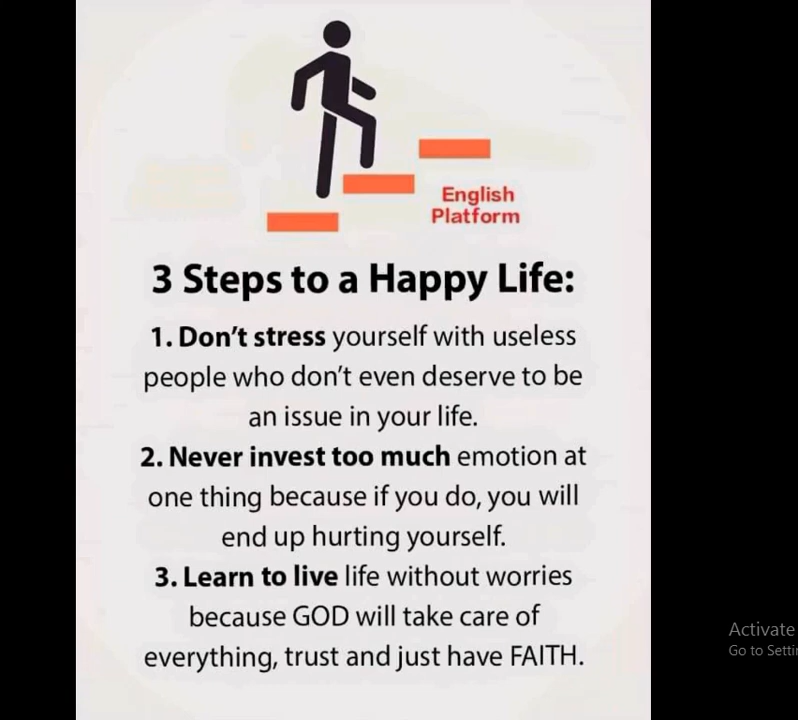 English
Platform
3 Steps to a Happy Life:
1. Don't stress yourself with useless
people who don't even deserve to be
an issue in your life.
2. Never invest too much emotion at
one thing because if you do, you will
end up hurting yourself.
3. Learn to live life without worries
because GOD will take care of
everything, trust and just have FAITH.
Activate
Go to Settin